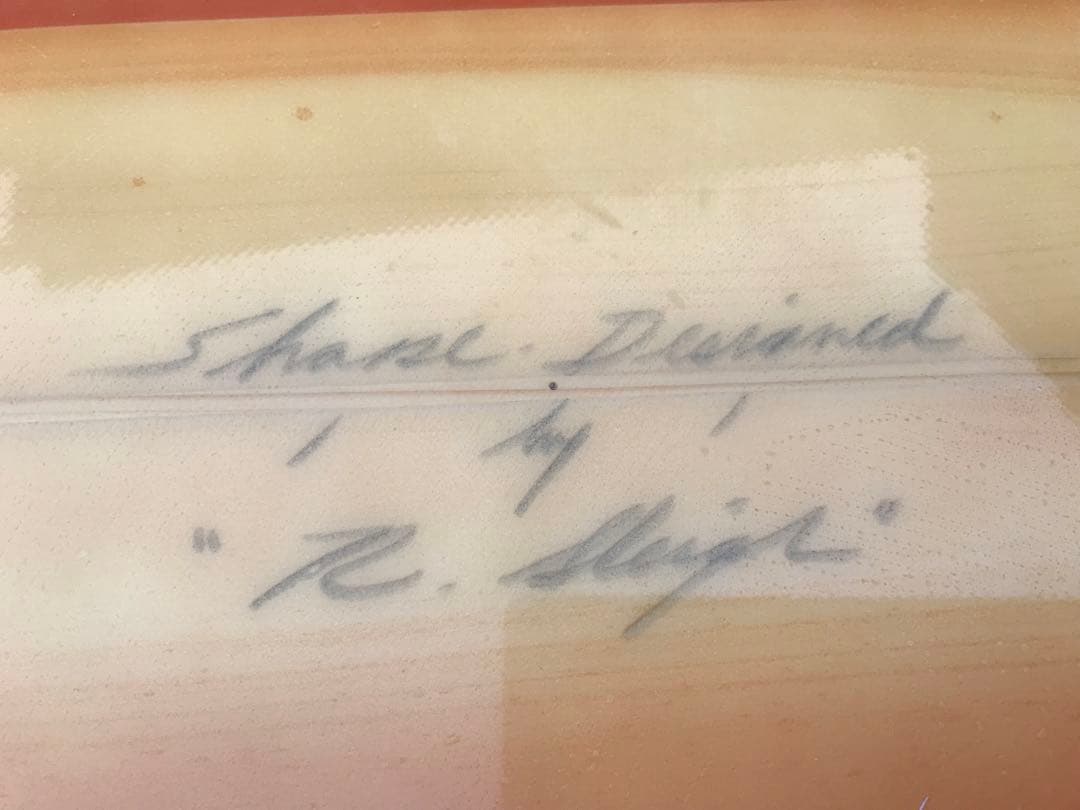 Shape Designed
by
"R. Sleigh"